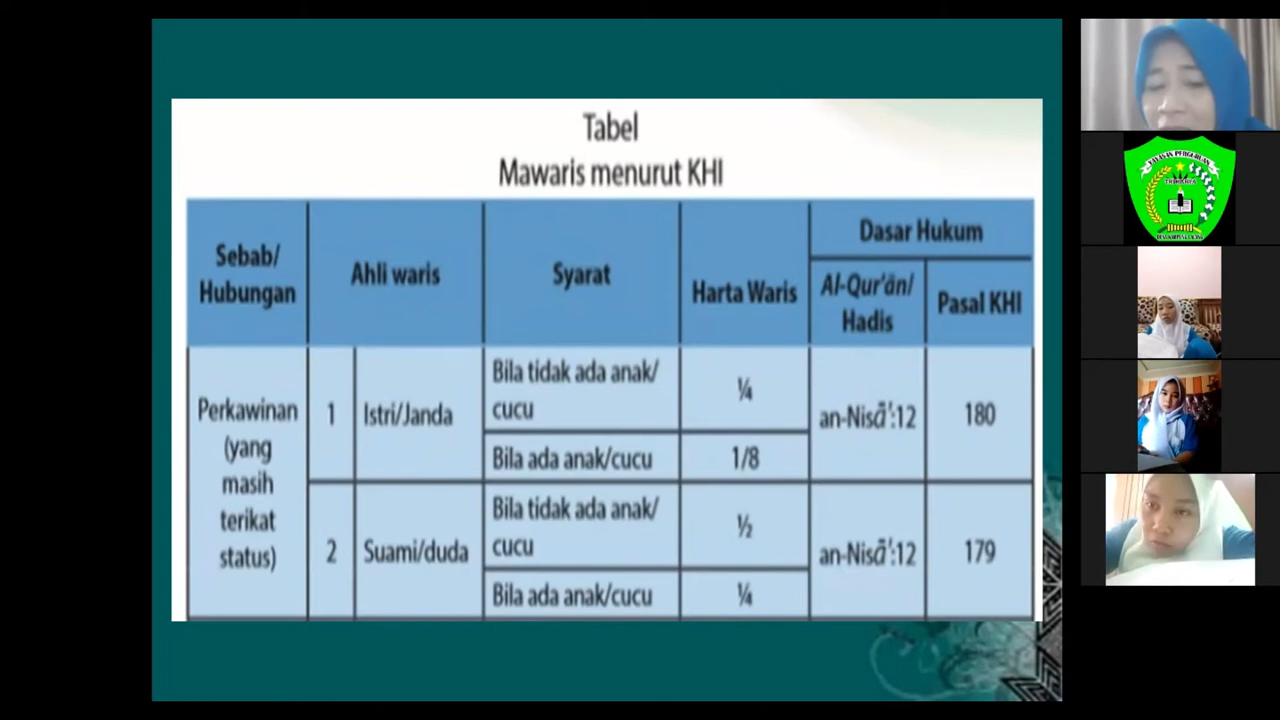 Tabel
Mawaris menurut KHI
Sebab/
Hubungan
Ahli waris
Syarat
Harta Waris
Dasar Hukum
Al-Qur'ān/
Hadis
Pasal KHI
Perkawinan
(yang
masih
terikat
status)
1
Istri/Janda
Bila tidak ada anak/
cucu
¼
an-Nisā':12
180
Bila ada anak/cucu
1/8
2
Suami/duda
Bila tidak ada anak/
cucu
½
an-Nisā':12
179
Bila ada anak/cucu
¼
YAYASAN PERGURUAN